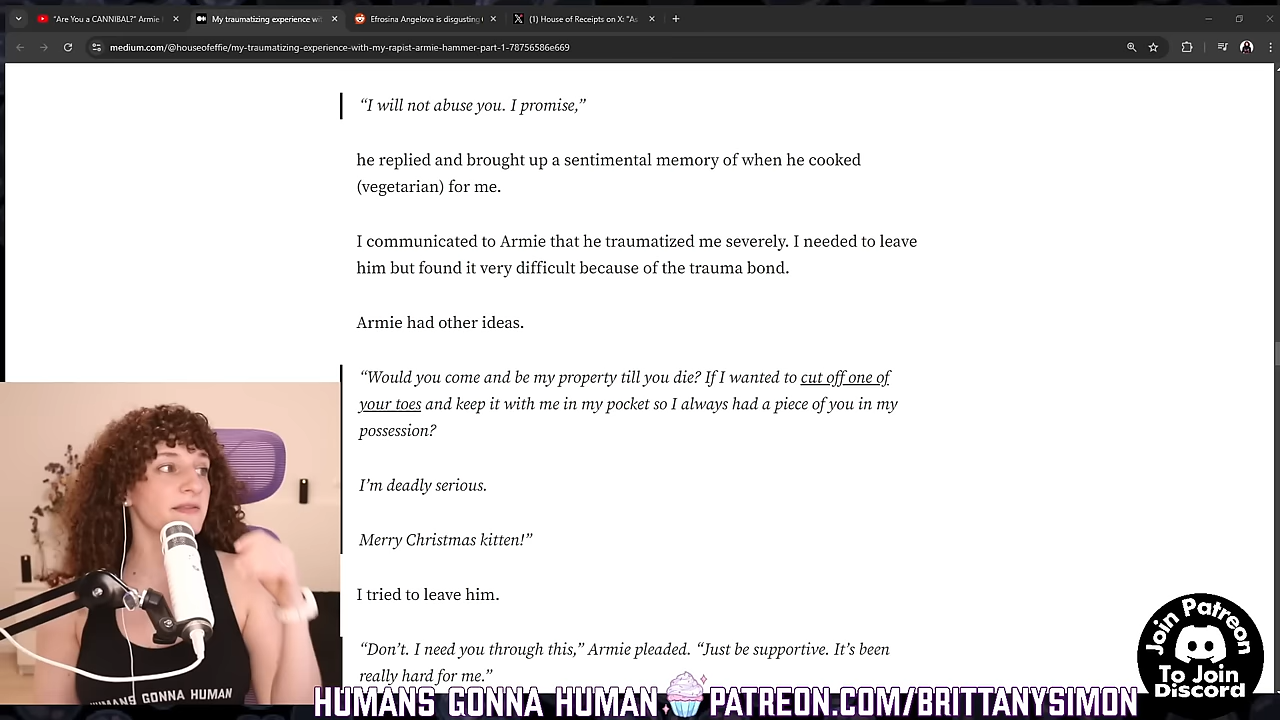 "Are You a CANNIBAL?" Armie
My traumatizing experience wi
Efrosina Angelova is disgusting
(1) House of Receipts on X: "As
medium.com/@houseofeffie/my-traumatizing-experience-with-my-rapist-armie-hammer-part-1-78756586e669
“I will not abuse you. I promise,”
he replied and brought up a sentimental memory of when he cooked
(vegetarian) for me.
I communicated to Armie that he traumatized me severely. I needed to leave
him but found it very difficult because of the trauma bond.
Armie had other ideas.
“Would you come and be my property till you die? If I wanted to cut off one of
your toes and keep it with me in my pocket so I always had a piece of you in my
possession?
I’m deadly serious.
Merry Christmas kitten!”
I tried to leave him.
“Don’t. I need you through this,” Armie pleaded. “Just be supportive. It’s been
really hard for me.”
HUMANS GONNA HUMAN
Join Patreon
To Join
Discord
HUMANS GONNA HUMAN PATREON.COM/BRITTANYSIMON